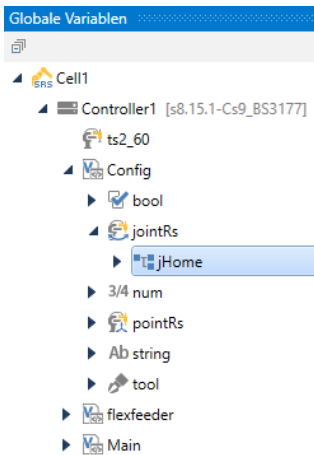 Globale Variablen
SRS Cell1
Controller1 [s8.15.1-Cs9_BS3177]
ts2_60
Config
bool
jointRs
jHome
3/4 num
pointRs
Ab string
tool
flexfeeder
Main